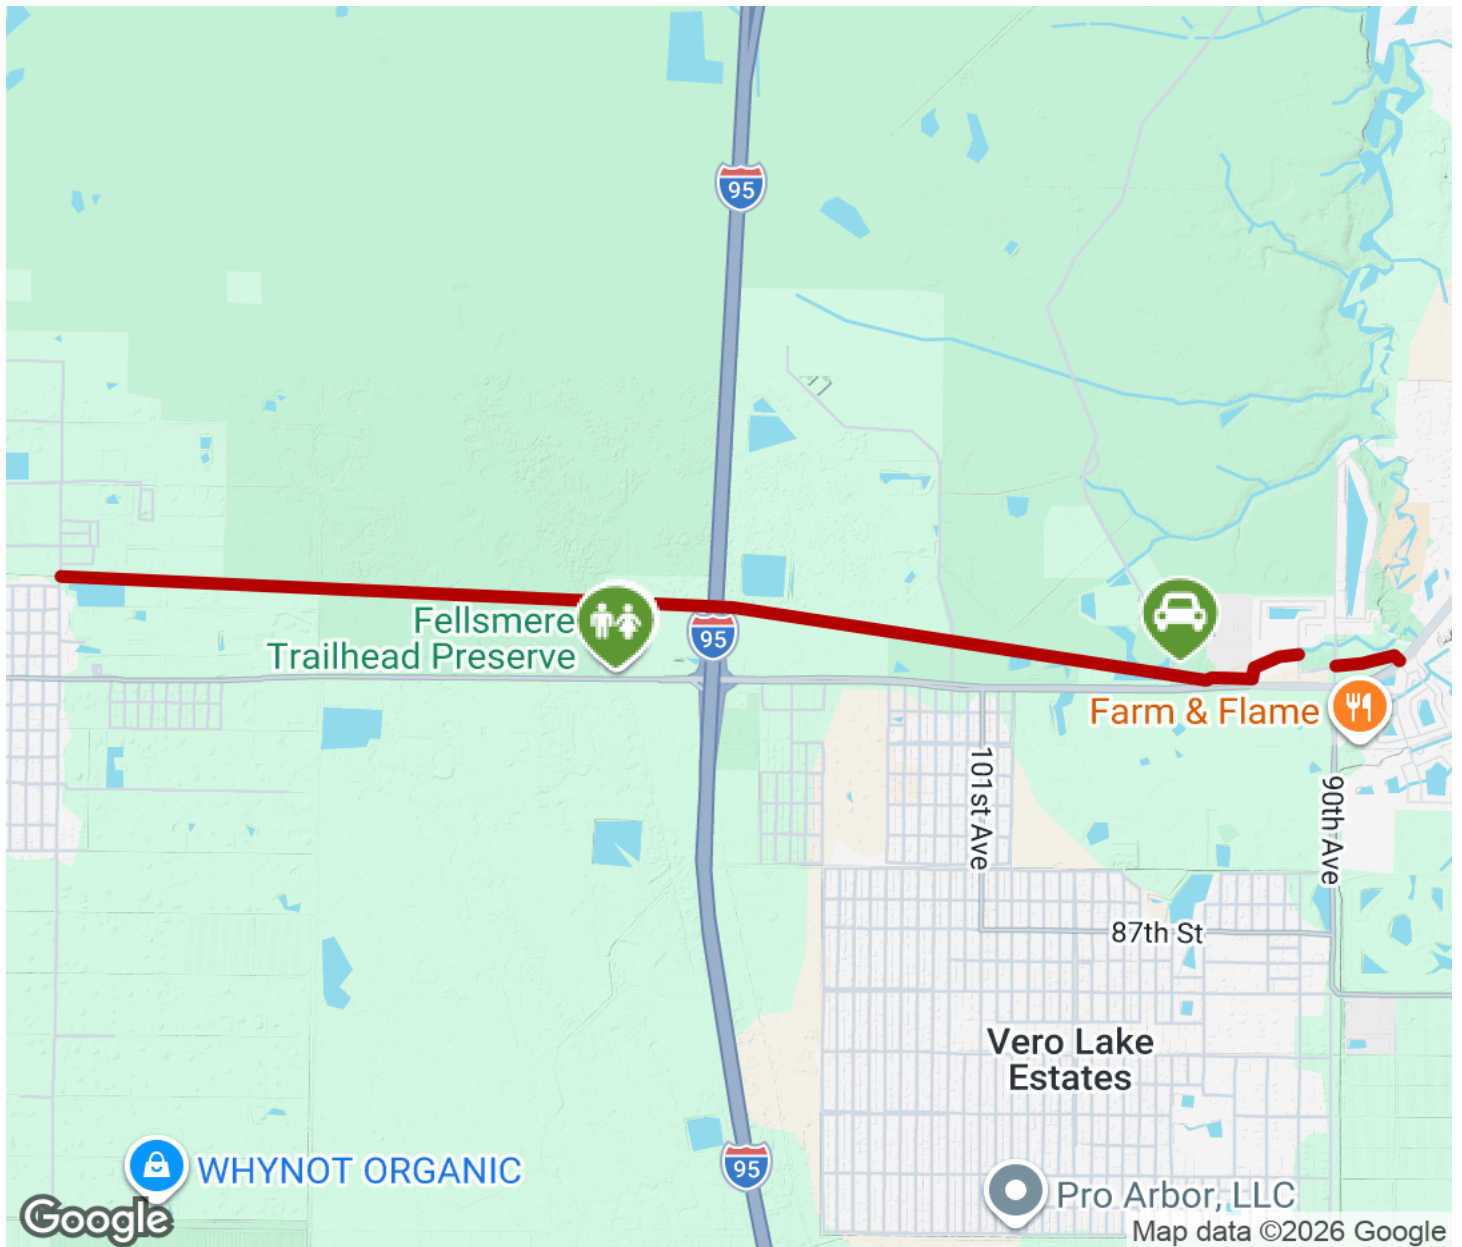 95
Fellsmere
Trailhead Preserve
95
Farm & Flame
101st Ave
90th Ave
87th St
Vero Lake
Estates
WHYNOT ORGANIC
95
Pro Arbor, LLC
Google
Map data ©2026 Google